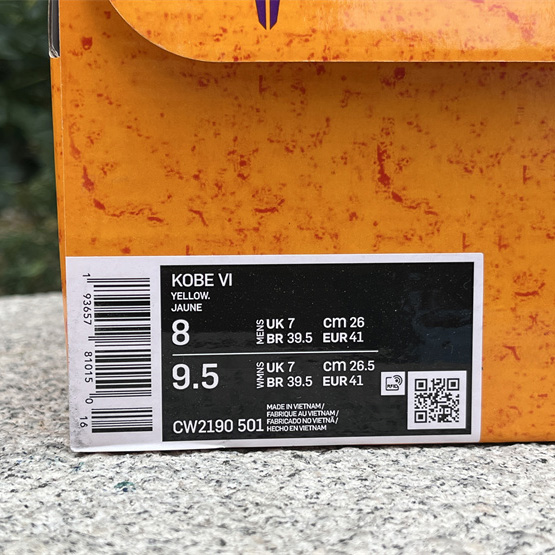 KOBE VI
YELLOW.
JAUNE
8 MENS UK 7 cm 26
BR 39.5 EUR 41
9.5 WMNS UK 7 cm 26.5
BR 39.5 EUR 41
CW2190 501
MADE IN VIETNAM /
FABRIQUE AU VIETNAM /
FABRICADO NO VIETNÃ /
HECHO EN VIETNAM
RFID
1 93657 81015 0 16